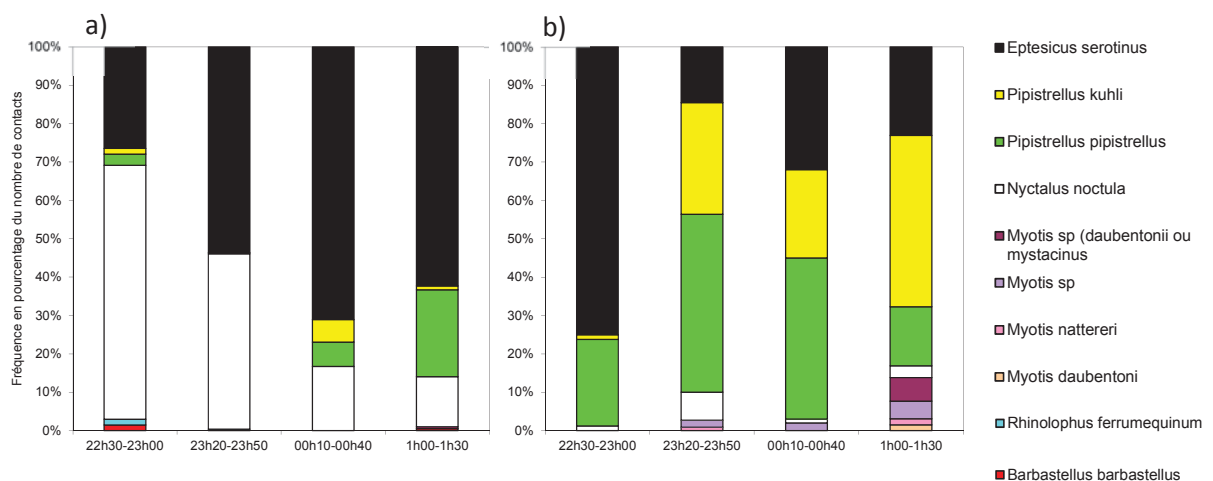 a)
b)
Fréquence en pourcentage du nombre de contacts
100%
90%
80%
70%
60%
50%
40%
30%
20%
10%
0%
22h30-23h00 23h20-23h50 00h10-00h40 1h00-1h30
100%
90%
80%
70%
60%
50%
40%
30%
20%
10%
0%
22h30-23h00 23h20-23h50 00h10-00h40 1h00-1h30
Eptesicus serotinus
Pipistrellus kuhli
Pipistrellus pipistrellus
Nyctalus noctula
Myotis sp (daubentonii ou
mystacinus
Myotis sp
Myotis nattereri
Myotis daubentoni
Rhinolophus ferrumequinum
Barbastellus barbastellus